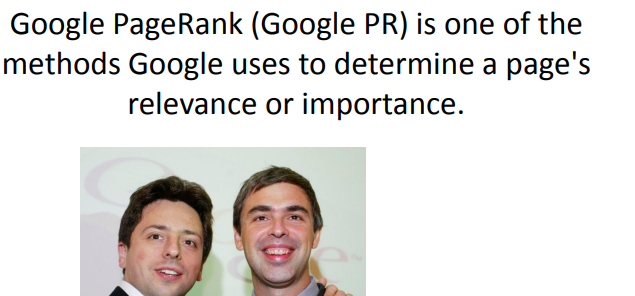 Google PageRank (Google PR) is one of the
methods Google uses to determine a page's
relevance or importance.